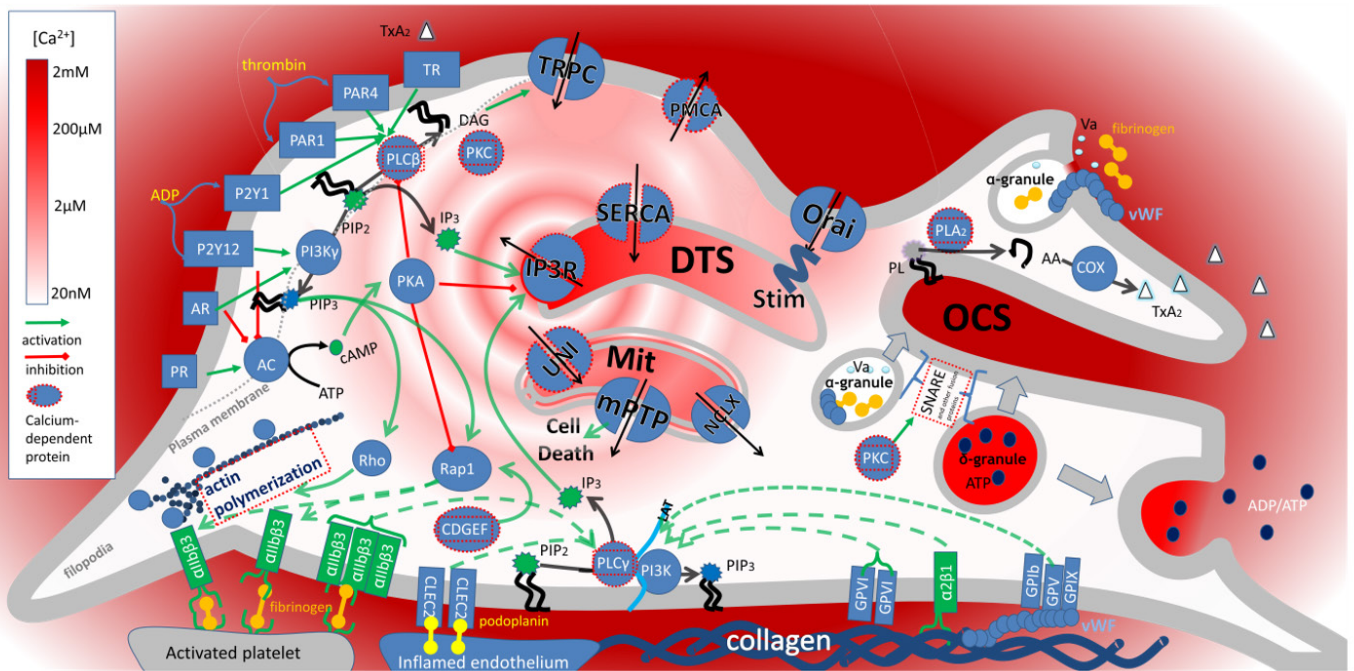 [Ca²⁺]
2mM
200µM
2µM
20nM
activation
inhibition
Calcium-
dependent
protein
TxA₂
thrombin
TR
PAR4
PAR1
ADP
P2Y1
P2Y12
AR
PR
PLCβ
DAG
PKC
TRPC
PMCA
PIP₂
IP₃
PI3Kγ
PIP₃
PKA
AC
cAMP
ATP
Plasma membrane
IP3R
SERCA
DTS
Orai
Stim
UNI
Mit
mPTP
NCLX
Cell
Death
Va
fibrinogen
α-granule
vWF
PLA₂
PL
AA
COX
TxA₂
OCS
Va
α-granule
SNARE
and other fusion
proteins
PKC
δ-granule
ATP
ADP/ATP
actin
polymerization
Rho
Rap1
CDGEF
IP₃
LAT
filopodia
αIIbβ3
αIIbβ3
αIIbβ3
αIIbβ3
αIIbβ3
fibrinogen
CLEC2
CLEC2
podoplanin
PIP₂
PLCγ
PI3K
PIP₃
GPVI
GPVI
α2β1
GPIb
GPV
GPIX
vWF
collagen
Activated platelet
Inflamed endothelium